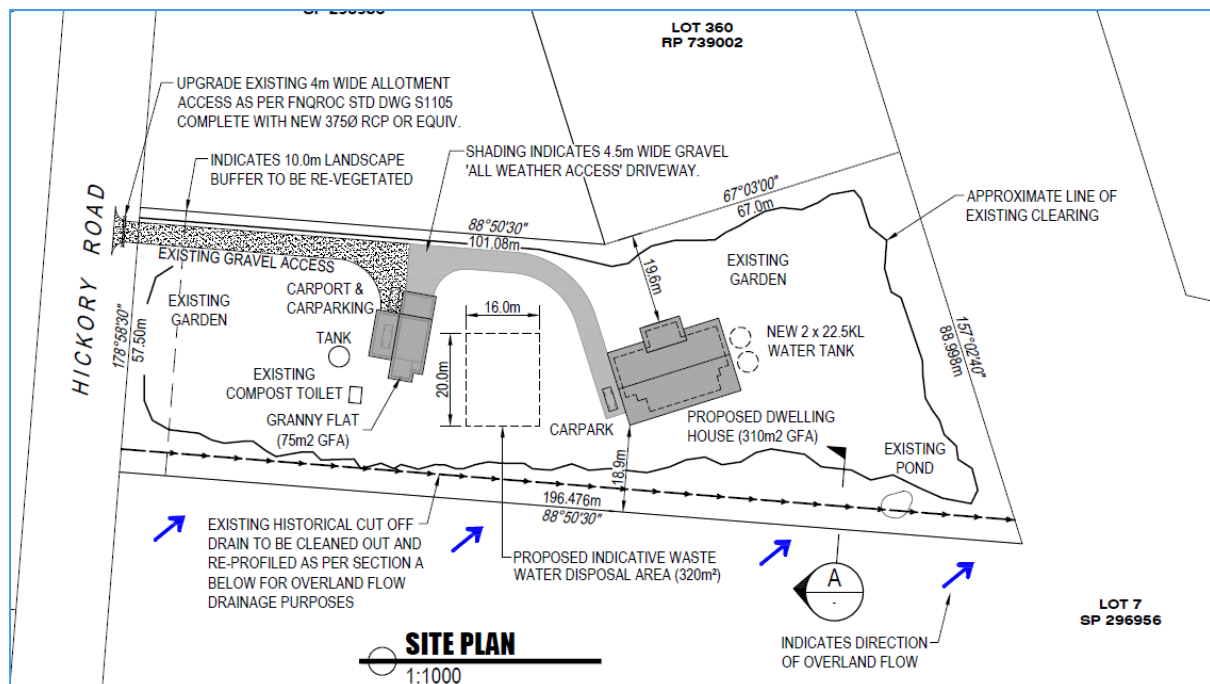 LOT 360
RP 739002
UPGRADE EXISTING 4m WIDE ALLOTMENT
ACCESS AS PER FNQROC STD DWG S1105
COMPLETE WITH NEW 375Ø RCP OR EQUIV.
INDICATES 10.0m LANDSCAPE
BUFFER TO BE RE-VEGETATED
SHADING INDICATES 4.5m WIDE GRAVEL
'ALL WEATHER ACCESS' DRIVEWAY.
67°03'00"
67.0m
APPROXIMATE LINE OF
EXISTING CLEARING
HICKORY ROAD
178°58'30"
57.50m
88°50'30"
101.08m
EXISTING GRAVEL ACCESS
EXISTING
GARDEN
CARPORT &
CARPARKING
TANK
EXISTING
COMPOST TOILET
GRANNY FLAT
(75m2 GFA)
16.0m
20.0m
19.6m
EXISTING
GARDEN
NEW 2 x 22.5KL
WATER TANK
157°02'40"
88.998m
CARPARK
PROPOSED DWELLING
HOUSE (310m2 GFA)
EXISTING
POND
18.9m
196.476m
88°50'30"
EXISTING HISTORICAL CUT OFF
DRAIN TO BE CLEANED OUT AND
RE-PROFILED AS PER SECTION A
BELOW FOR OVERLAND FLOW
DRAINAGE PURPOSES
PROPOSED INDICATIVE WASTE
WATER DISPOSAL AREA (320m²)
A
-
INDICATES DIRECTION
OF OVERLAND FLOW
LOT 7
SP 296956
SITE PLAN
1:1000